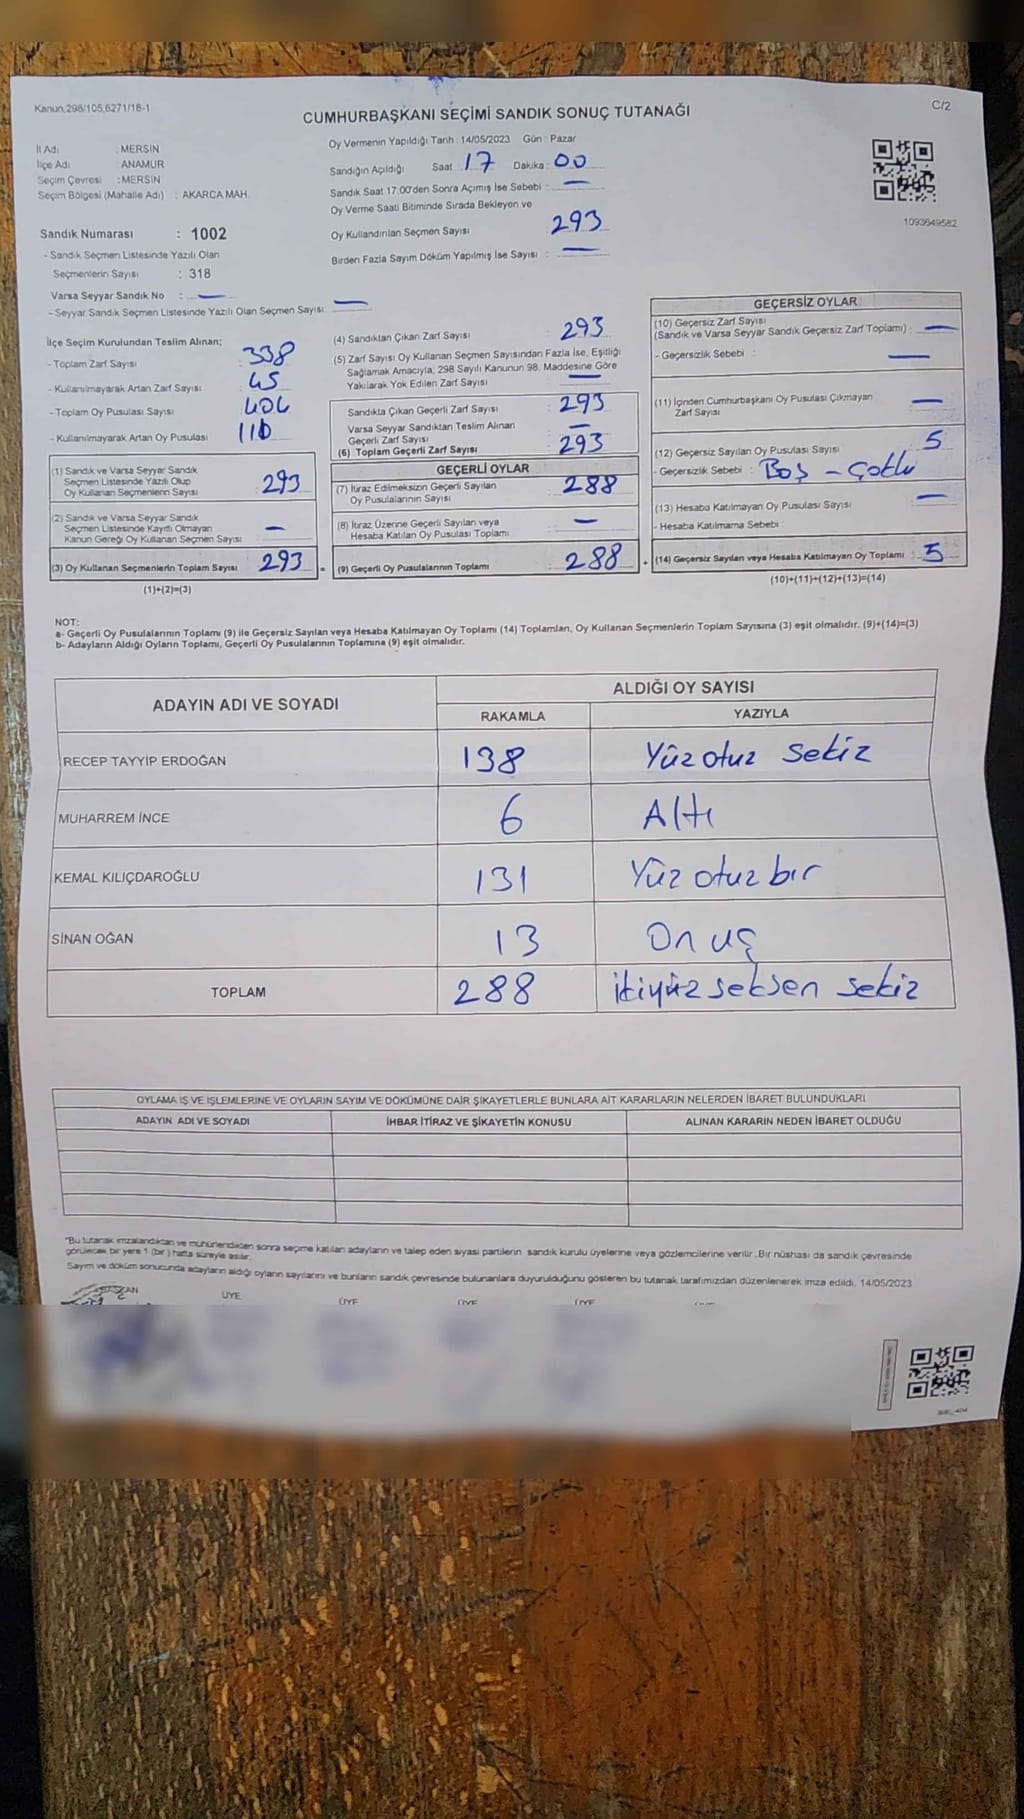 Kanun,298/105,6271/18-1
C/2
CUMHURBAŞKANI SEÇİMİ SANDIK SONUÇ TUTANAĞI
İl Adı : MERSİN
İlçe Adı : ANAMUR
Seçim Çevresi : MERSİN
Seçim Bölgesi (Mahalle Adı) : AKARCA MAH.
Sandık Numarası : 1002
- Sandık Seçmen Listesinde Yazılı Olan
Seçmenlerin Sayısı : 318
Varsa Seyyar Sandık No : —
- Seyyar Sandık Seçmen Listesinde Yazılı Olan Seçmen Sayısı: —
Oy Vermenin Yapıldığı Tarih : 14/05/2023 Gün : Pazar
Sandığın Açıldığı Saat 17 Dakika : 00
Sandık Saat 17:00'den Sonra Açımış İse Sebebi : —
Oy Verme Saati Bitiminde Sırada Bekleyen ve
Oy Kullandırılan Seçmen Sayısı : 293
Birden Fazla Sayım Döküm Yapılmış İse Sayısı : —
1093849582
İlçe Seçim Kurulundan Teslim Alınan;
- Toplam Zarf Sayısı : 338
- Kullanılmayarak Artan Zarf Sayısı : 45
- Toplam Oy Pusulası Sayısı : 404
- Kullanılmayarak Artan Oy Pusulası 110
(1) Sandık ve Varsa Seyyar Sandık
Seçmen Listesinde Yazılı Olup
Oy Kullanan Seçmenlerin Sayısı : 293
(2) Sandık ve Varsa Seyyar Sandık
Seçmen Listesinde Kayıtlı Olmayan
Kanun Gereği Oy Kullanan Seçmen Sayısı —
(3) Oy Kullanan Seçmenlerin Toplam Sayısı 293
(1)+(2)=(3)
(4) Sandıktan Çıkan Zarf Sayısı : 293
(5) Zarf Sayısı Oy Kullanan Seçmen Sayısından Fazla İse, Eşitliği
Sağlamak Amacıyla, 298 Sayılı Kanunun 98. Maddesine Göre
Yakılarak Yok Edilen Zarf Sayısı —
Sandıkta Çıkan Geçerli Zarf Sayısı : 293
Varsa Seyyar Sandıktan Teslim Alınan
Geçerli Zarf Sayısı : —
(6) Toplam Geçerli Zarf Sayısı : 293
GEÇERLİ OYLAR
(7) İtiraz Edilmeksizin Geçerli Sayılan
Oy Pusulalarının Sayısı : 288
(8) İtiraz Üzerine Geçerli Sayılan veya
Hesaba Katılan Oy Pusulası Toplamı : —
= (9) Geçerli Oy Pusulalarının Toplamı : 288
GEÇERSİZ OYLAR
(10) Geçersiz Zarf Sayısı
(Sandık ve Varsa Seyyar Sandık Geçersiz Zarf Toplamı) : —
- Geçersizlik Sebebi : —
(11) İçinden Cumhurbaşkanı Oy Pusulası Çıkmayan
Zarf Sayısı —
(12) Geçersiz Sayılan Oy Pusulası Sayısı : 5
- Geçersizlik Sebebi : Boş - Çoklu
(13) Hesaba Katılmayan Oy Pusulası Sayısı : —
- Hesaba Katılmama Sebebi :
+ (14) Geçersiz Sayılan veya Hesaba Katılmayan Oy Toplamı : 5
(10)+(11)+(12)+(13)=(14)
NOT:
a- Geçerli Oy Pusulalarının Toplamı (9) ile Geçersiz Sayılan veya Hesaba Katılmayan Oy Toplamı (14) Toplamları, Oy Kullanan Seçmenlerin Toplam Sayısına (3) eşit olmalıdır. (9)+(14)=(3)
b- Adayların Aldığı Oyların Toplamı, Geçerli Oy Pusulalarının Toplamına (9) eşit olmalıdır.
ADAYIN ADI VE SOYADI ALDIĞI OY SAYISI
RAKAMLA YAZIYLA
RECEP TAYYİP ERDOĞAN 138 Yüz otuz sekiz
MUHARREM İNCE 6 Altı
KEMAL KILIÇDAROĞLU 131 Yüz otuz bir
SİNAN OĞAN 13 On üç
TOPLAM 288 ikiyüz seksen sekiz
OYLAMA İŞ VE İŞLEMLERİNE VE OYLARIN SAYIM VE DÖKÜMÜNE DAİR ŞİKAYETLERLE BUNLARA AİT KARARLARIN NELERDEN İBARET BULUNDUKLARI
ADAYIN ADI VE SOYADI İHBAR İTİRAZ VE ŞİKAYETİN KONUSU ALINAN KARARIN NEDEN İBARET OLDUĞU
"Bu tutanak imzalandıktan ve mühürlendikten sonra seçime katılan adayların ve talep eden siyasi partilerin sandık kurulu üyelerine veya gözlemcilerine verilir. Bir nüshası da sandık çevresinde
görülecek bir yere 1 (bir) hafta süreyle asılır.
Sayım ve döküm sonucunda adayların aldığı oyların sayılarını ve bunların sandık çevresinde bulunanlara duyurulduğunu gösteren bu tutanak tarafımızdan düzenlenerek imza edildi. 14/05/2023
ÜYE ÜYE ÜYE ÜYE